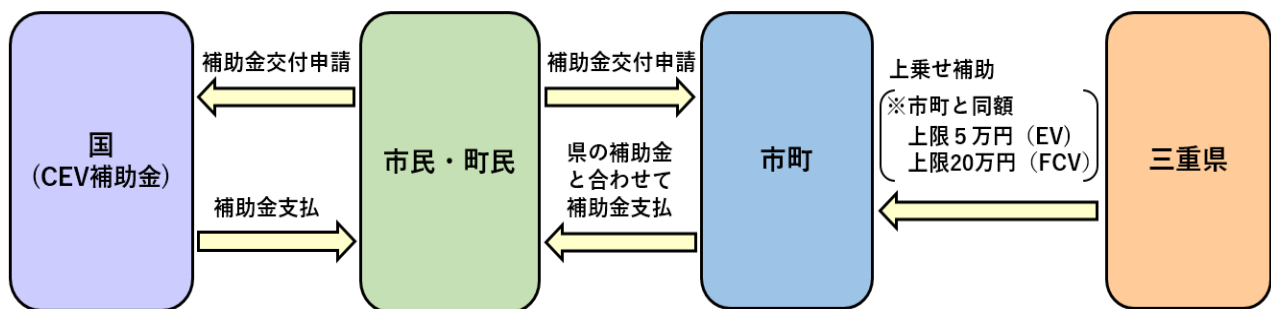 国
（CEV補助金）
補助金交付申請
補助金支払
市民・町民
補助金交付申請
県の補助金
と合わせて
補助金支払
市町
上乗せ補助
※市町と同額
上限５万円（EV）
上限20万円（FCV）
三重県